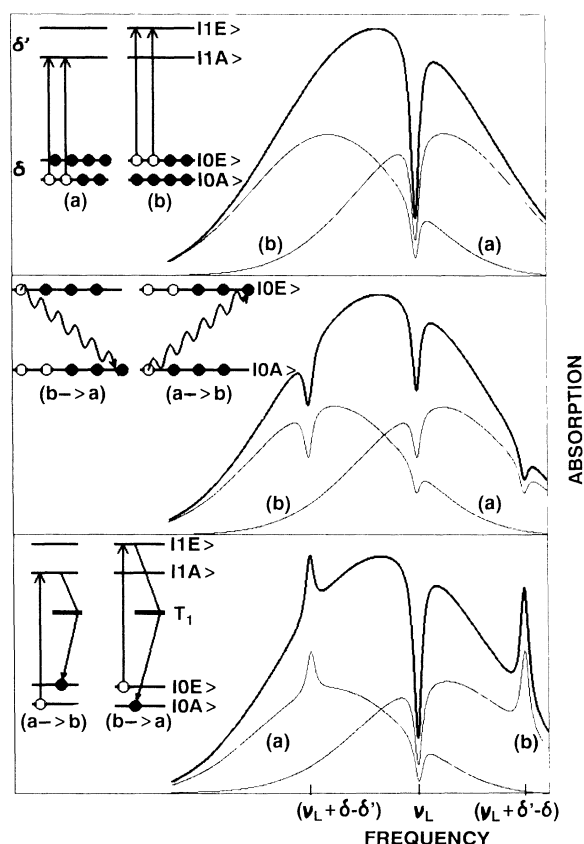 δ'
|1E>
|1A>
δ
|0E>
|0A>
(a)
(b)
(b)
(a)
|0E>
|0A>
(b–>a)
(a–>b)
(b)
(a)
ABSORPTION
|1E>
|1A>
T1
|0E>
|0A>
(a–>b)
(b–>a)
(a)
(b)
(νL+δ-δ') νL (νL+δ'-δ)
FREQUENCY